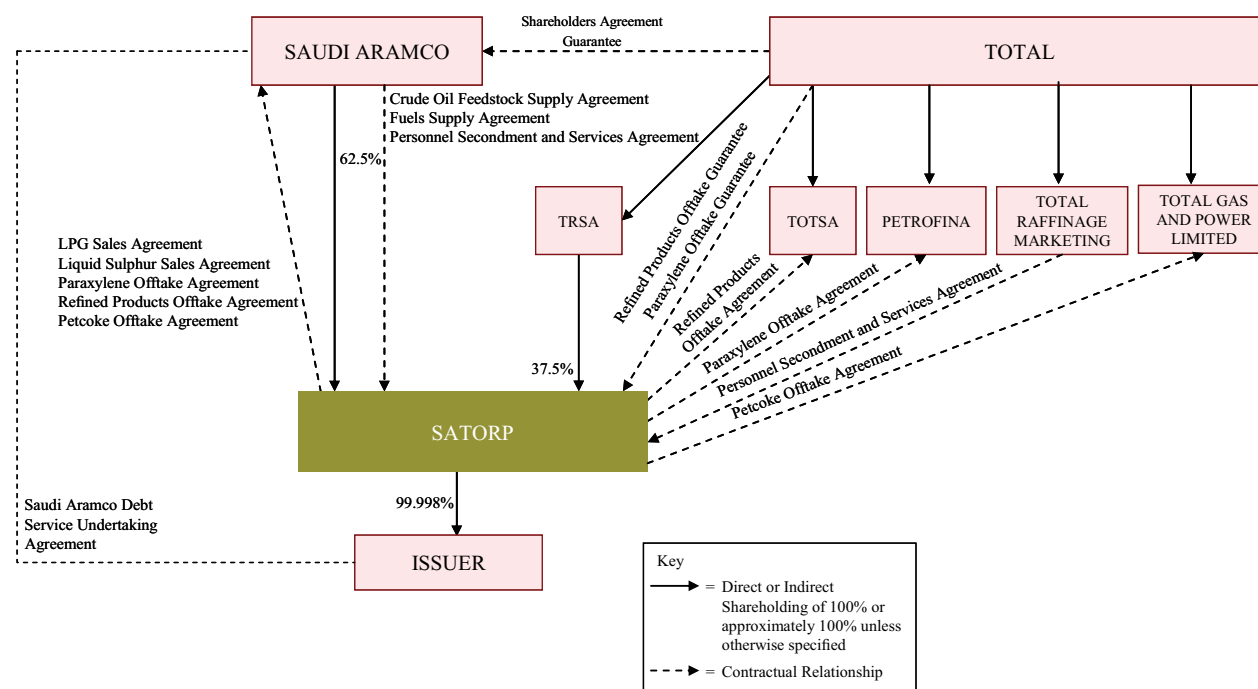 Shareholders Agreement
Guarantee
SAUDI ARAMCO
TOTAL
Crude Oil Feedstock Supply Agreement
Fuels Supply Agreement
Personnel Secondment and Services Agreement
62.5%
Refined Products Offtake Guarantee
Paraxylene Offtake Guarantee
TRSA
TOTSA
PETROFINA
TOTAL
RAFFINAGE
MARKETING
TOTAL GAS
AND POWER
LIMITED
LPG Sales Agreement
Liquid Sulphur Sales Agreement
Paraxylene Offtake Agreement
Refined Products Offtake Agreement
Petcoke Offtake Agreement
Refined Products
Offtake Agreement
Paraxylene Offtake Agreement
Personnel Secondment and Services Agreement
Petcoke Offtake Agreement
37.5%
SATORP
99.998%
Saudi Aramco Debt
Service Undertaking
Agreement
ISSUER
Key
= Direct or Indirect
Shareholding of 100% or
approximately 100% unless
otherwise specified
= Contractual Relationship